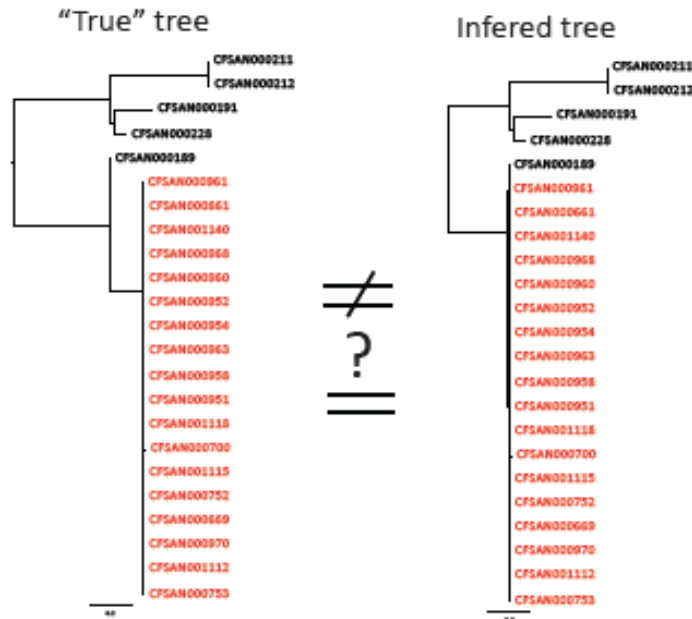 “True” tree
CFSAN000211
CFSAN000212
CFSAN000191
CFSAN000228
CFSAN000189
CFSAN000961
CFSAN000661
CFSAN001140
CFSAN000968
CFSAN000960
CFSAN000952
CFSAN000954
CFSAN000963
CFSAN000958
CFSAN000951
CFSAN001118
CFSAN000700
CFSAN001115
CFSAN000752
CFSAN000669
CFSAN000970
CFSAN001112
CFSAN000753
≠
?
=
Infered tree
CFSAN000211
CFSAN000212
CFSAN000191
CFSAN000228
CFSAN000189
CFSAN000961
CFSAN000661
CFSAN001140
CFSAN000968
CFSAN000960
CFSAN000952
CFSAN000954
CFSAN000963
CFSAN000958
CFSAN000951
CFSAN001118
CFSAN000700
CFSAN001115
CFSAN000752
CFSAN000669
CFSAN000970
CFSAN001112
CFSAN000753